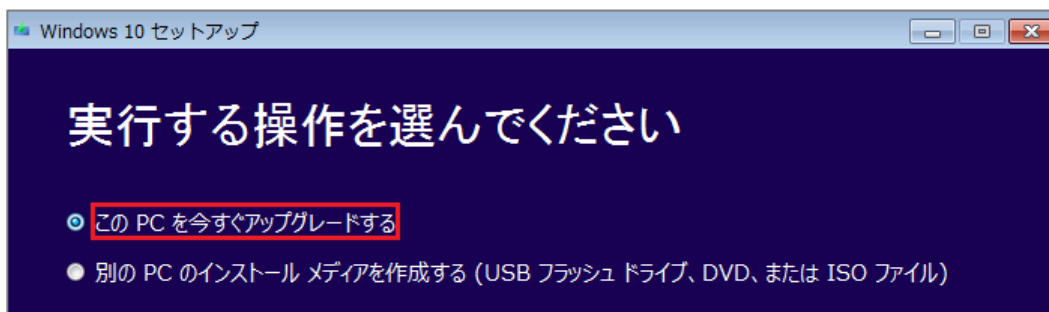 Windows 10 セットアップ
実行する操作を選んでください
この PC を今すぐアップグレードする
別の PC のインストール メディアを作成する (USB フラッシュ ドライブ、DVD、または ISO ファイル)